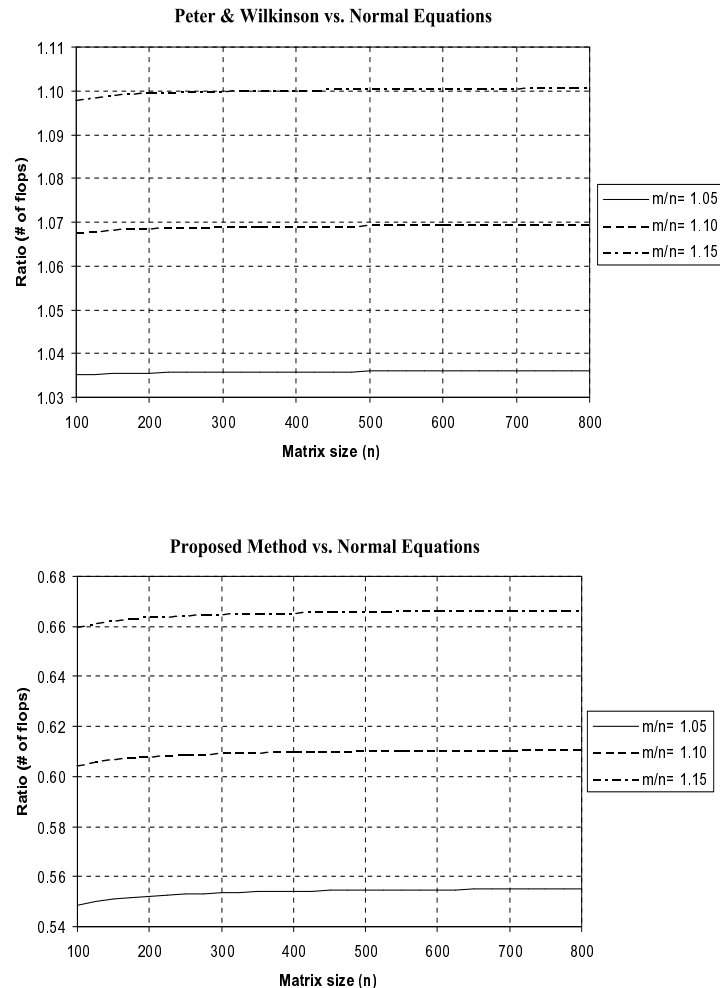 Peter & Wilkinson vs. Normal Equations
1.11
1.10
1.09
1.08
1.07
1.06
1.05
1.04
1.03
Ratio (# of flops)
100 200 300 400 500 600 700 800
Matrix size (n)
m/n= 1.05
m/n= 1.10
m/n= 1.15
Proposed Method vs. Normal Equations
0.68
0.66
0.64
0.62
0.60
0.58
0.56
0.54
Ratio (# of flops)
100 200 300 400 500 600 700 800
Matrix size (n)
m/n= 1.05
m/n= 1.10
m/n= 1.15